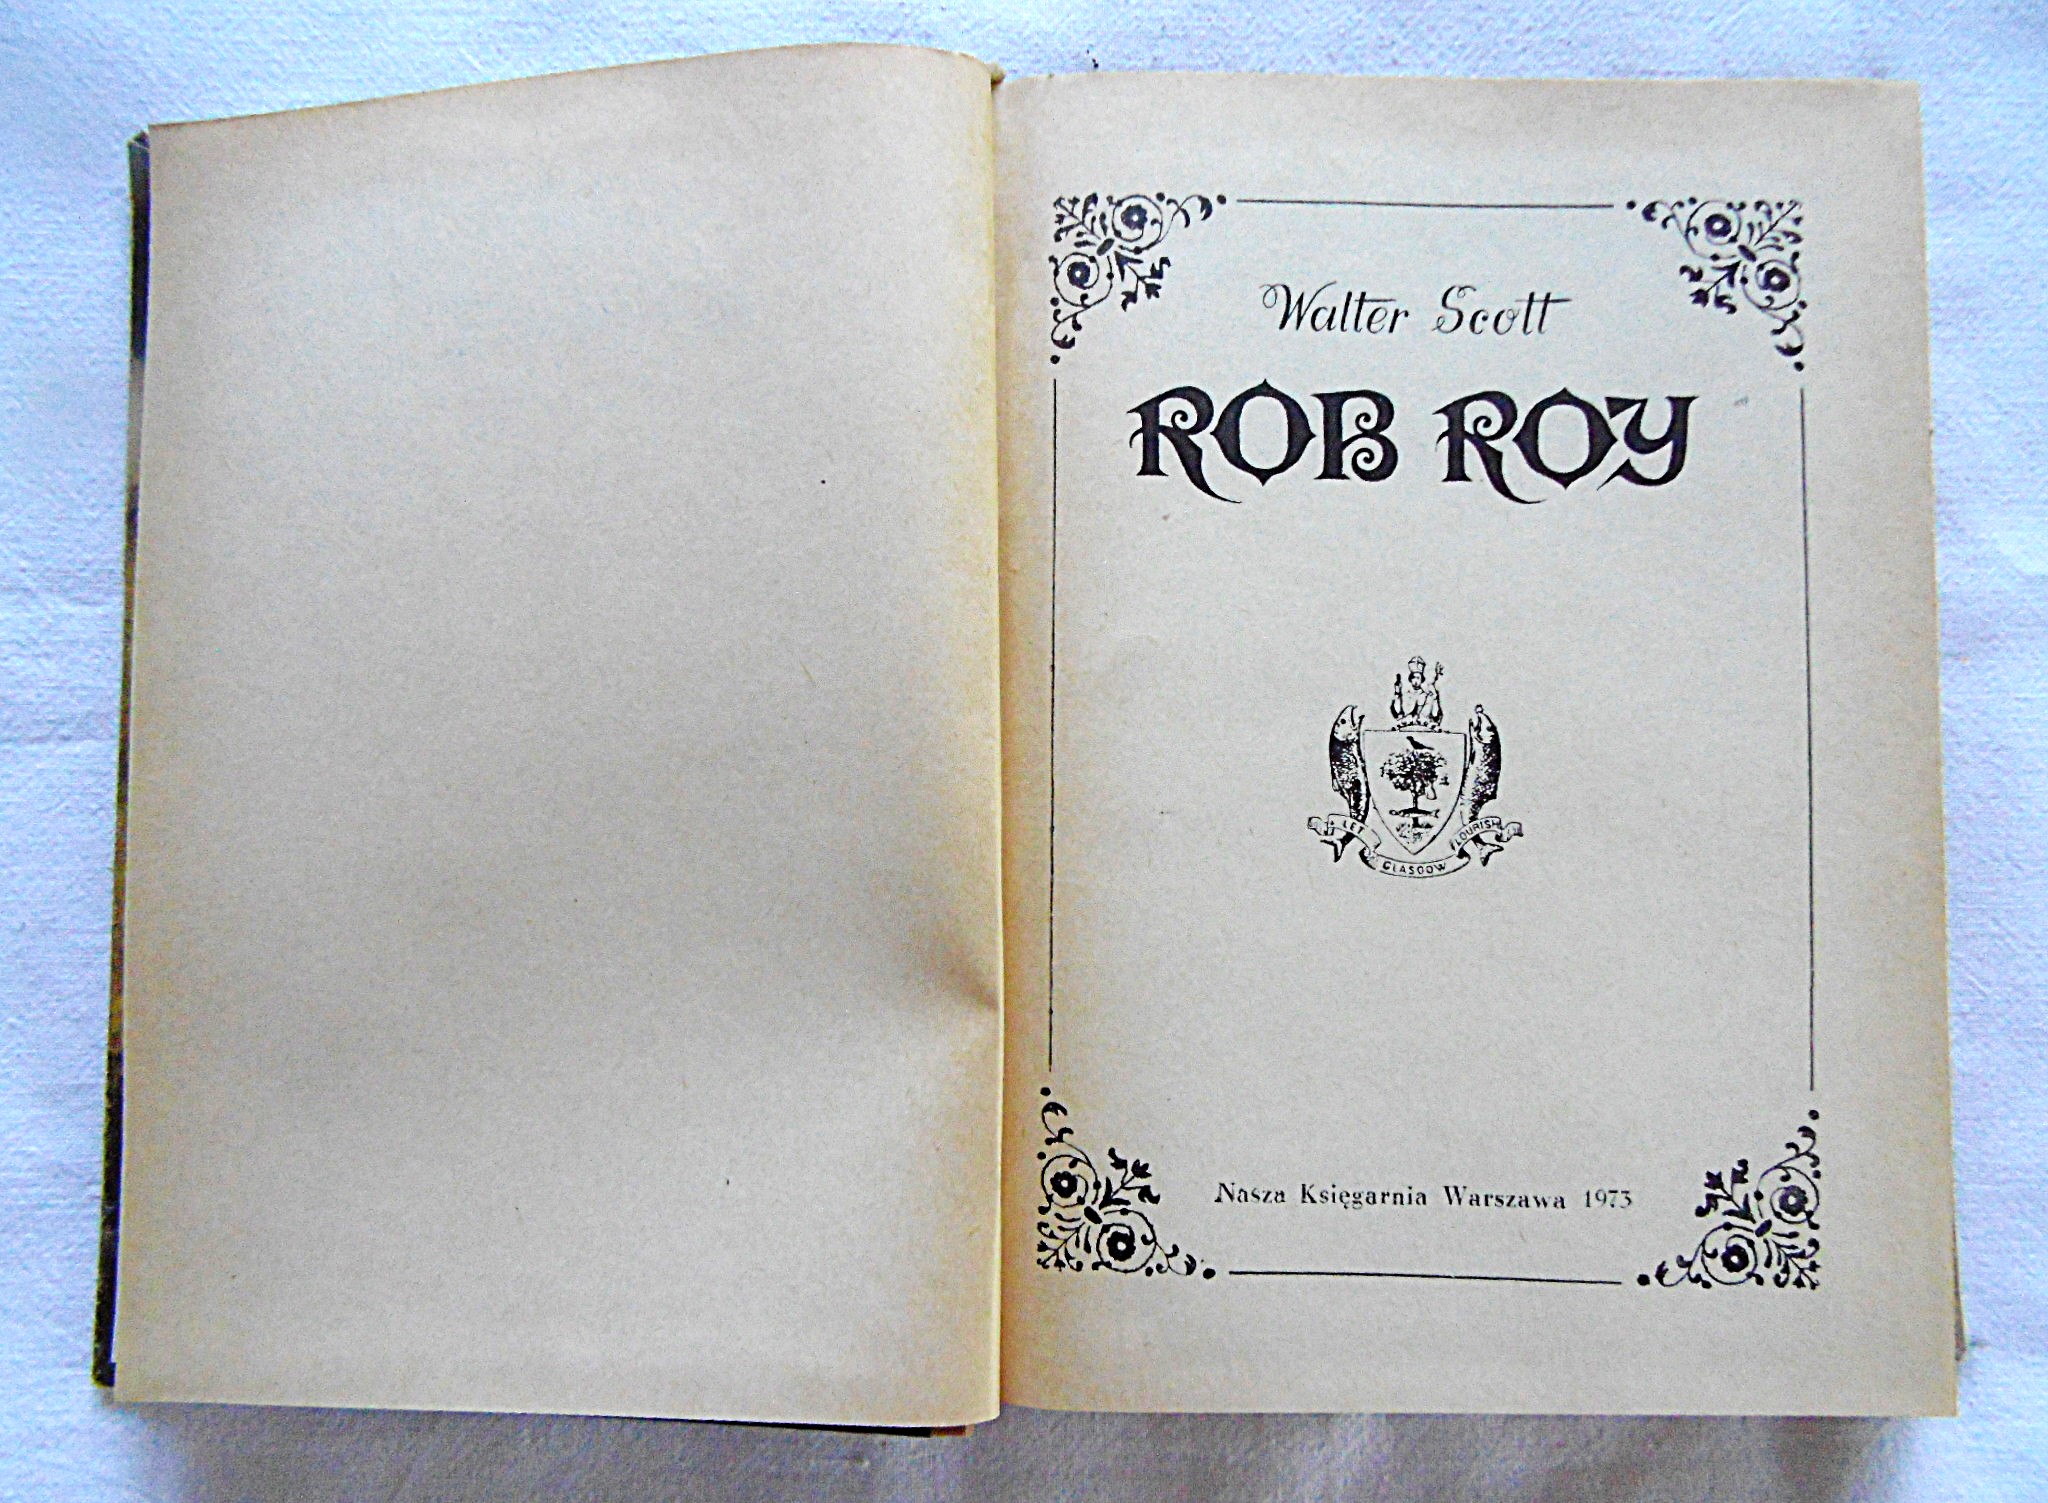 Walter Scott
ROB ROY
LET GLASGOW FLOURISH
Nasza Księgarnia Warszawa 1973